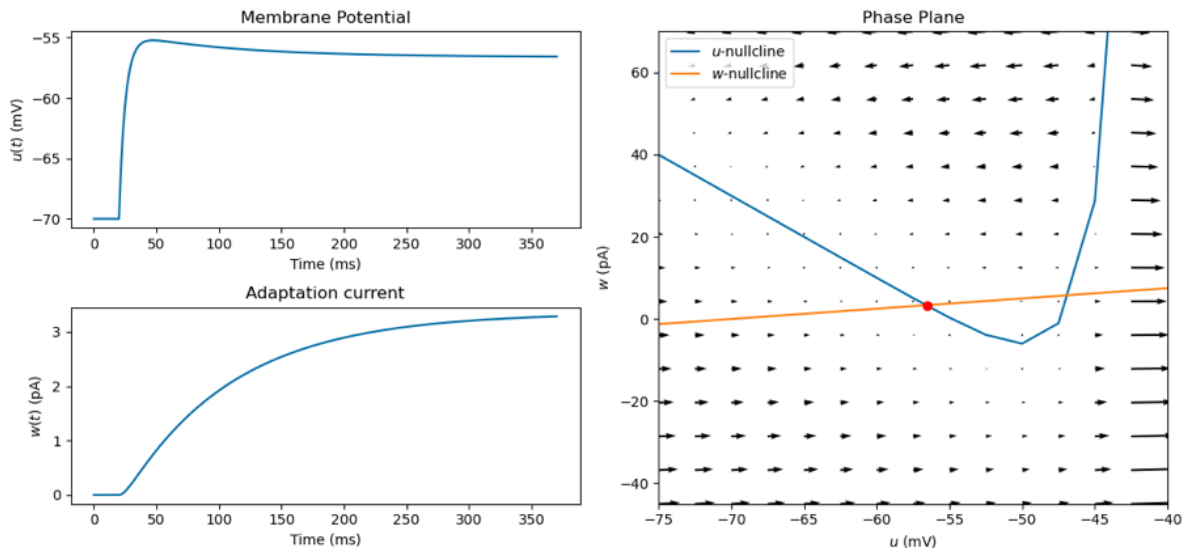 Membrane Potential
−55
−60
−65
−70
u(t) (mV)
0 50 100 150 200 250 300 350
Time (ms)
Adaptation current
3
2
1
0
w(t) (pA)
0 50 100 150 200 250 300 350
Time (ms)
Phase Plane
u-nullcline
w-nullcline
60
40
20
0
−20
−40
w (pA)
−75 −70 −65 −60 −55 −50 −45 −40
u (mV)